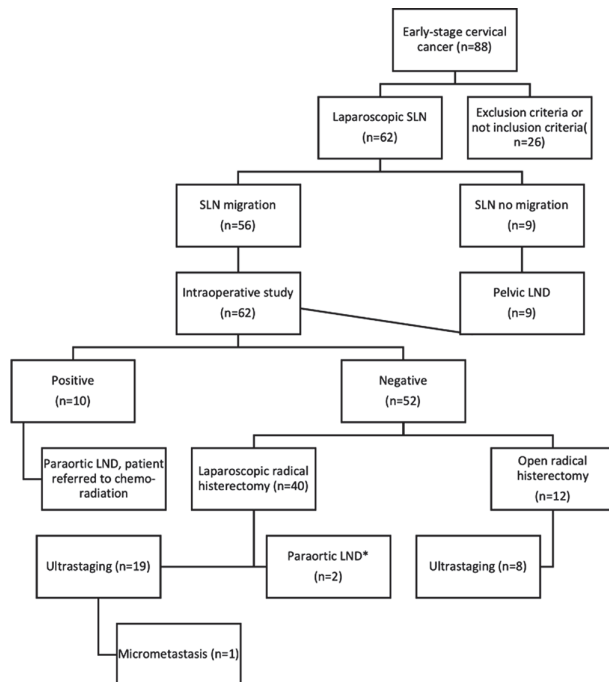 Early-stage cervical
cancer (n=88)
Laparoscopic SLN
(n=62)
Exclusion criteria or
not inclusion criteria(
n=26)
SLN migration
(n=56)
SLN no migration
(n=9)
Intraoperative study
(n=62)
Pelvic LND
(n=9)
Positive
(n=10)
Negative
(n=52)
Paraortic LND, patient
referred to chemo-
radiation
Laparoscopic radical
histerectomy (n=40)
Open radical
histerectomy
(n=12)
Ultrastaging (n=19)
Paraortic LND*
(n=2)
Ultrastaging (n=8)
Micrometastasis (n=1)